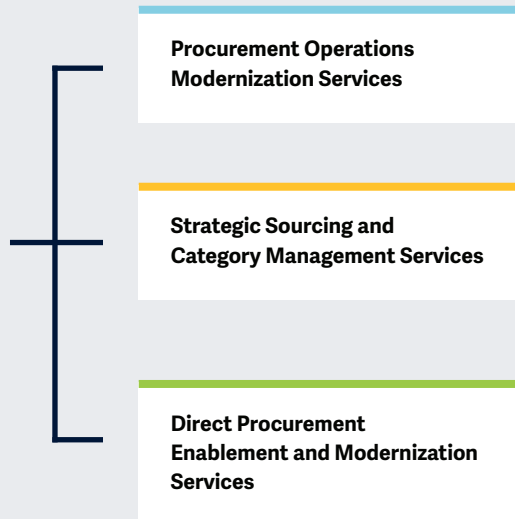 Procurement Operations
Modernization Services
Strategic Sourcing and
Category Management Services
Direct Procurement
Enablement and Modernization
Services